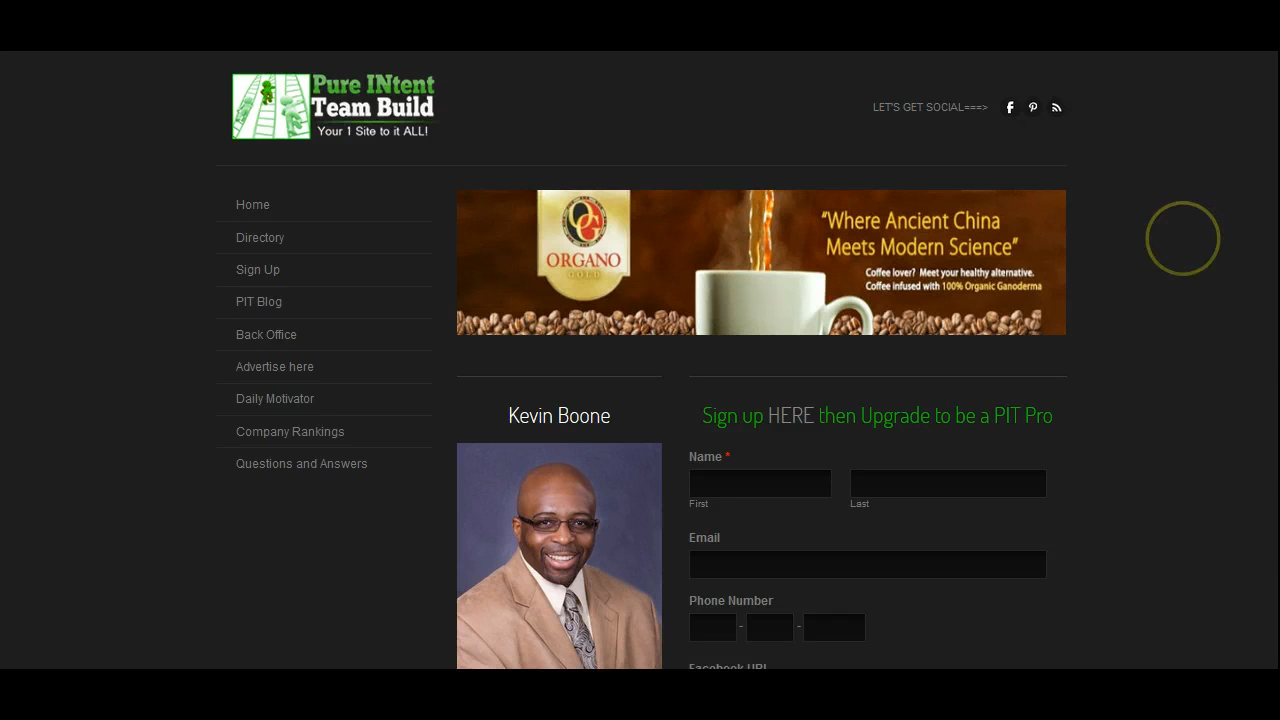 Pure INtent
Team Build
Your 1 Site to it ALL!
LET'S GET SOCIAL===>
Home
Directory
Sign Up
PIT Blog
Back Office
Advertise here
Daily Motivator
Company Rankings
Questions and Answers
OG
ORGANO
GOLD
“Where Ancient China
Meets Modern Science”
Coffee lover? Meet your healthy alternative.
Coffee infused with 100% Organic Ganoderma
Kevin Boone
Sign up HERE then Upgrade to be a PIT Pro
Name *
First
Last
Email
Phone Number
- -
Facebook URL